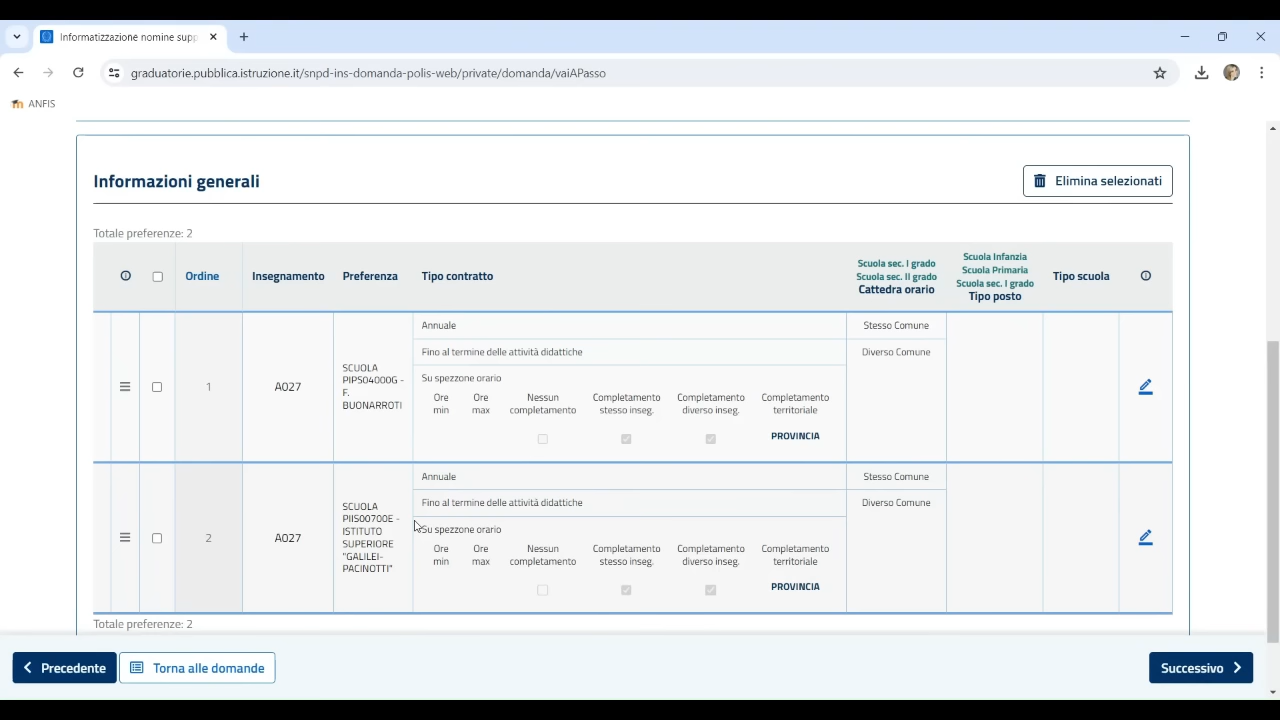 Informatizzazione nomine supp
graduatorie.pubblica.istruzione.it/snpd-ins-domanda-polis-web/private/domanda/vaiAPasso
ANFIS
Informazioni generali
Elimina selezionati
Totale preferenze: 2
Ordine
Insegnamento
Preferenza
Tipo contratto
Scuola sec. I grado
Scuola sec. II grado
Cattedra orario
Scuola Infanzia
Scuola Primaria
Scuola sec. I grado
Tipo posto
Tipo scuola
1
A027
SCUOLA
PIPS04000G -
F.
BUONARROTI
Annuale
Fino al termine delle attività didattiche
Su spezzone orario
Ore
min
Ore
max
Nessun
completamento
Completamento
stesso inseg.
Completamento
diverso inseg.
Completamento
territoriale
PROVINCIA
Stesso Comune
Diverso Comune
2
A027
SCUOLA
PIIS00700E -
ISTITUTO
SUPERIORE
"GALILEI-
PACINOTTI"
Annuale
Fino al termine delle attività didattiche
Su spezzone orario
Ore
min
Ore
max
Nessun
completamento
Completamento
stesso inseg.
Completamento
diverso inseg.
Completamento
territoriale
PROVINCIA
Stesso Comune
Diverso Comune
Totale preferenze: 2
Precedente
Torna alle domande
Successivo